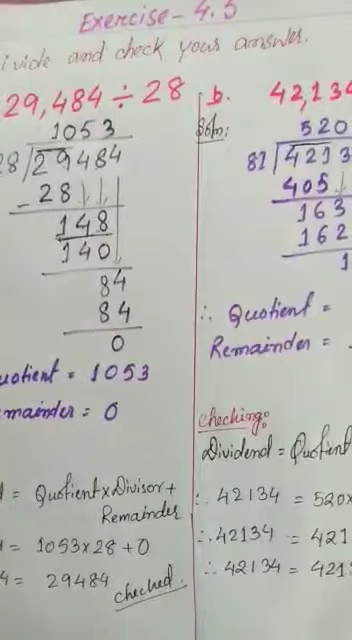 Exercise - 4.5
ivide and check your answer.
29,484 ÷ 28
1053
28 29484
- 28
148
140
84
84
0
uotient = 1053
mainder = 0
= Quotient x Divisor +
Remainder
= 1053 x 28 + 0
4 = 29484
checked.
b. 42,134
Soln:
520
81 4213
405
163
162
1
∴ Quotient =
Remainder =
Checking:
Dividend = Quotient
∴ 42134 = 520x
∴ 42134 = 421
∴ 42134 = 421